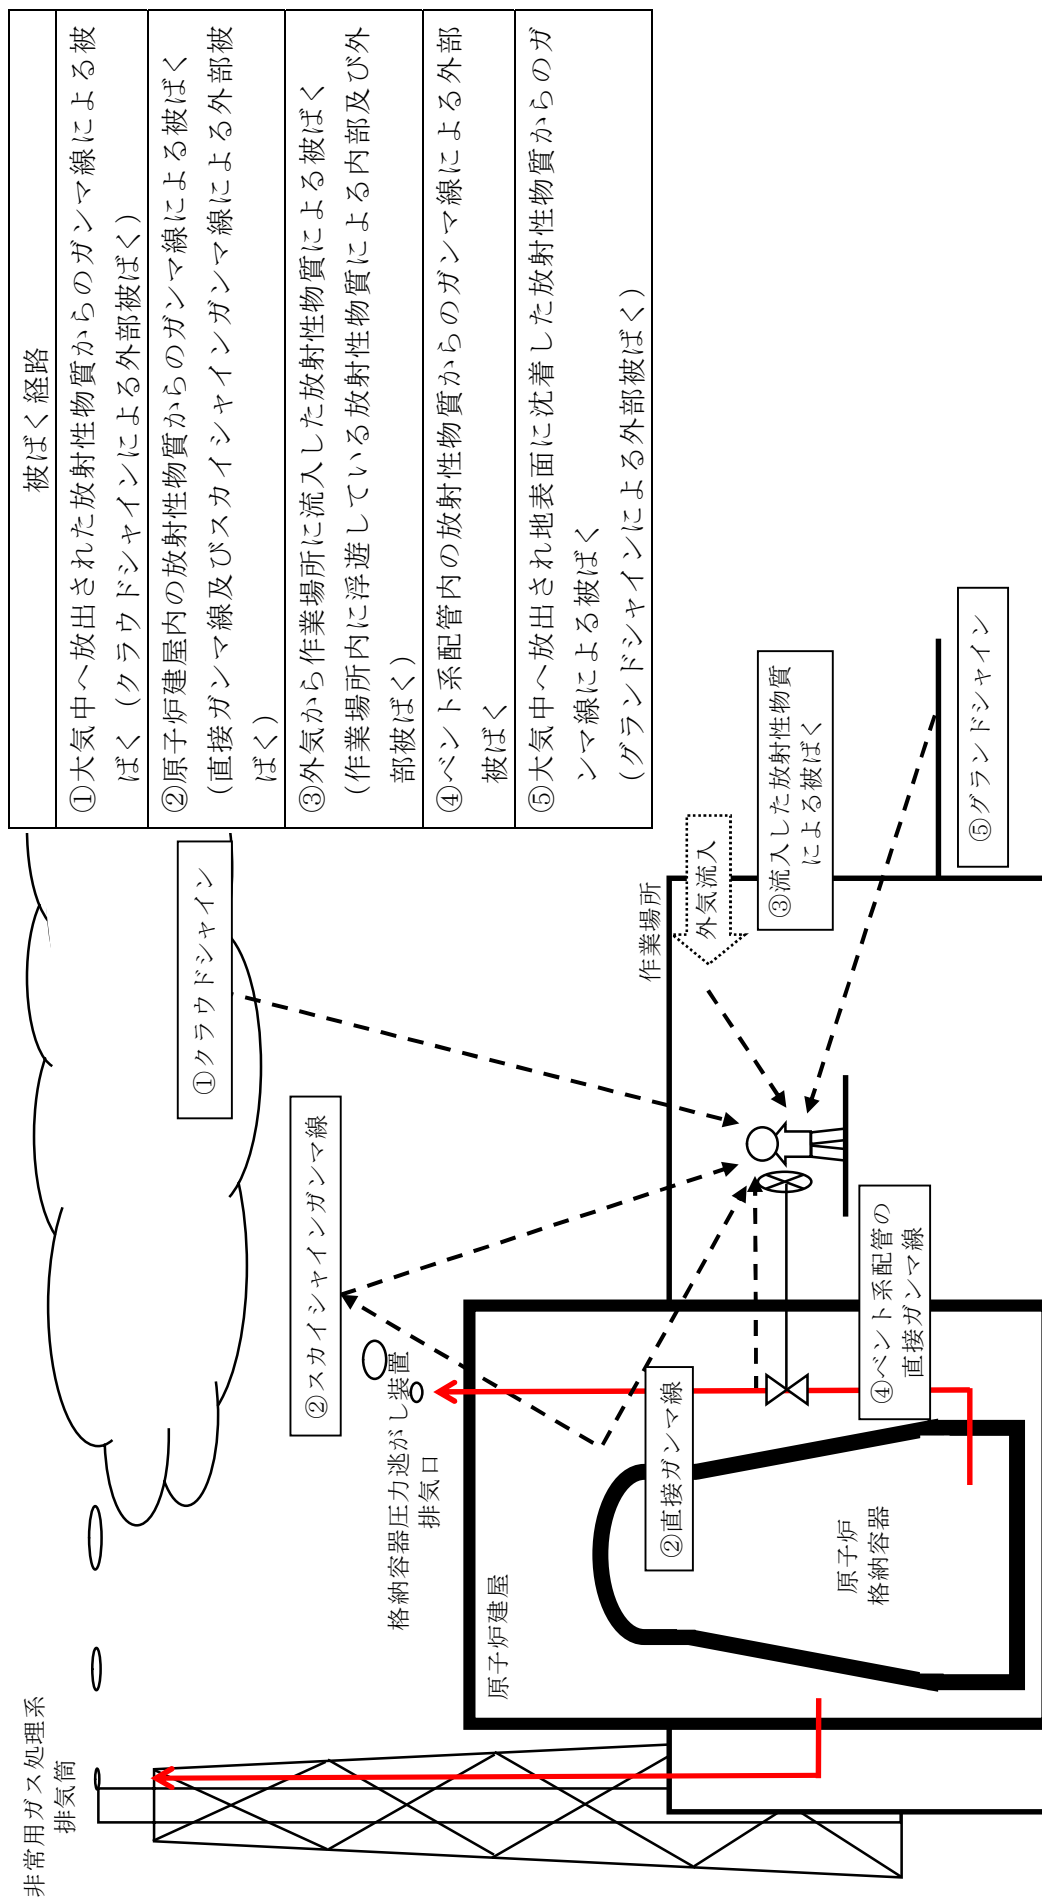 被ばく経路
①大気中へ放出された放射性物質からのガンマ線による被
ばく（クラウドシャインによる外部被ばく）
②原子炉建屋内の放射性物質からのガンマ線による被ばく
（直接ガンマ線及びスカイシャインガンマ線による外部被
ばく）
③外気から作業場所に流入した放射性物質による被ばく
（作業場所内に浮遊している放射性物質による内部及び外
部被ばく）
④ベント系配管内の放射性物質からのガンマ線による外部
被ばく
⑤大気中へ放出され地表面に沈着した放射性物質からのガ
ンマ線による被ばく
（グランドシャインによる外部被ばく）
非常用ガス処理系
排気筒
①クラウドシャイン
②スカイシャインガンマ線
格納容器圧力逃がし装置
排気口
原子炉建屋
②直接ガンマ線
原子炉
格納容器
④ベント系配管の
直接ガンマ線
作業場所
外気流入
③流入した放射性物質
による被ばく
⑤グランドシャイン